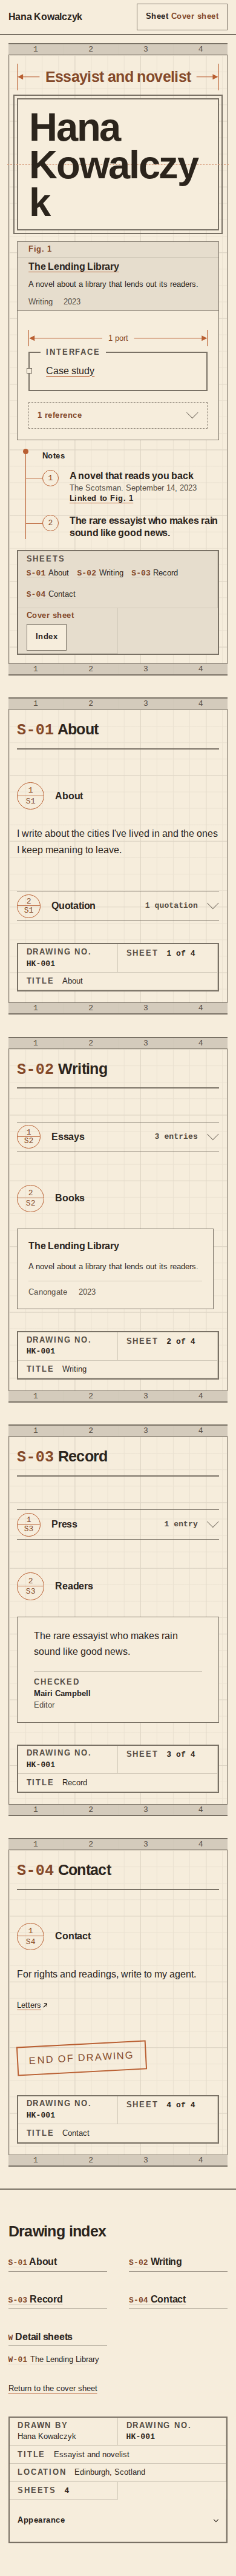 Hana Kowalczyk
Sheet Cover sheet
1 2 3 4
Essayist and novelist
Hana
Kowalczy
k
Fig. 1
The Lending Library
A novel about a library that lends out its readers.
Writing 2023
1 port
INTERFACE
Case study
1 reference
Notes
1 A novel that reads you back
The Scotsman. September 14, 2023
Linked to Fig. 1
2 The rare essayist who makes rain
sound like good news.
SHEETS
S-01 About S-02 Writing S-03 Record
S-04 Contact
Cover sheet
Index
1 2 3 4
1 2 3 4
S-01 About
1
S1
About
I write about the cities I've lived in and the ones
I keep meaning to leave.
2
S1
Quotation 1 quotation
DRAWING NO.
HK-001
SHEET 1 of 4
TITLE About
1 2 3 4
1 2 3 4
S-02 Writing
1
S2
Essays 3 entries
2
S2
Books
The Lending Library
A novel about a library that lends out its readers.
Canongate 2023
DRAWING NO.
HK-001
SHEET 2 of 4
TITLE Writing
1 2 3 4
1 2 3 4
S-03 Record
1
S3
Press 1 entry
2
S3
Readers
The rare essayist who makes rain
sound like good news.
CHECKED
Mairi Campbell
Editor
DRAWING NO.
HK-001
SHEET 3 of 4
TITLE Record
1 2 3 4
1 2 3 4
S-04 Contact
1
S4
Contact
For rights and readings, write to my agent.
Letters
END OF DRAWING
DRAWING NO.
HK-001
SHEET 4 of 4
TITLE Contact
1 2 3 4
Drawing index
S-01 About
S-02 Writing
S-03 Record
S-04 Contact
W Detail sheets
W-01 The Lending Library
Return to the cover sheet
DRAWN BY
Hana Kowalczyk
DRAWING NO.
HK-001
TITLE Essayist and novelist
LOCATION Edinburgh, Scotland
SHEETS 4
Appearance